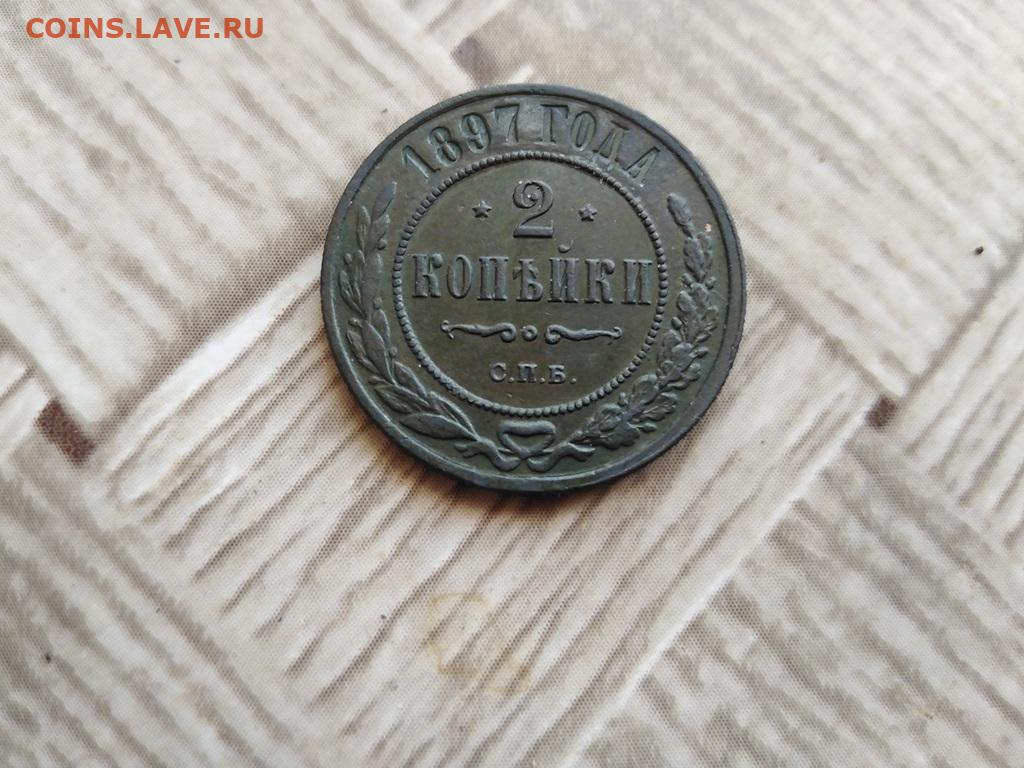 COINS.LAVE.RU
1897 ГОДА
2
КОПѢЙКИ
С.П.Б.